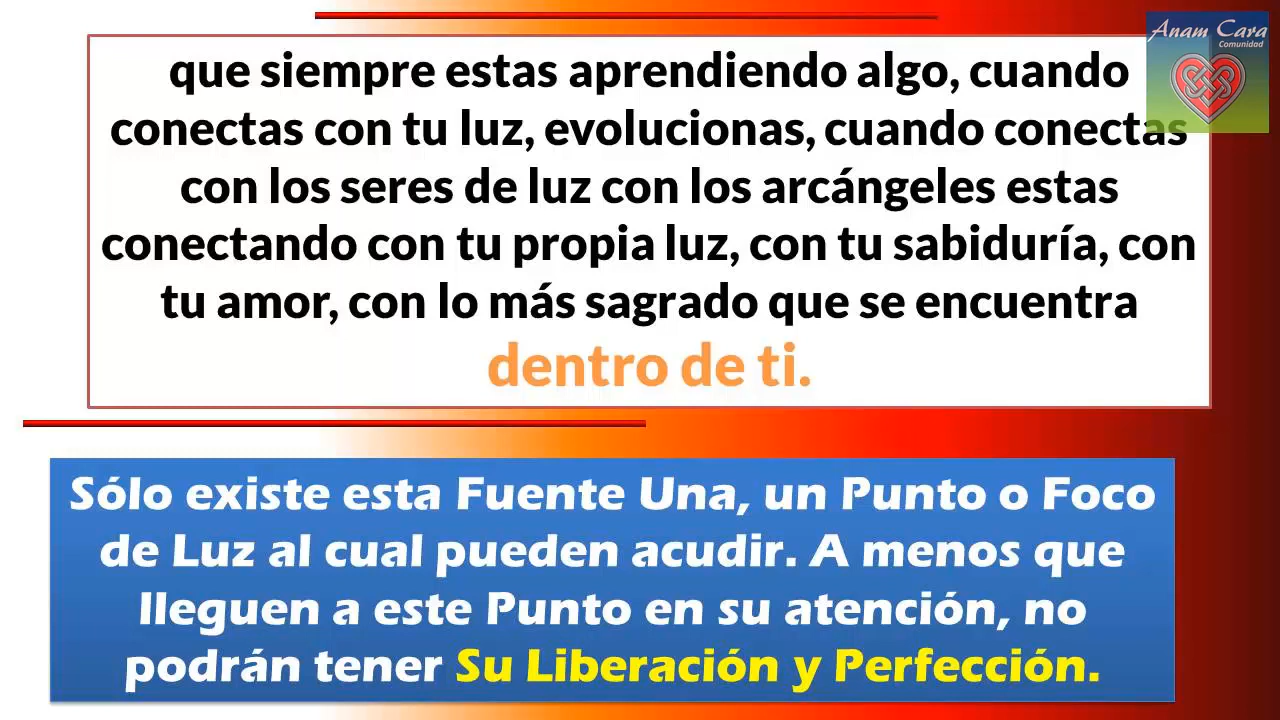 Anam Cara
Comunidad
que siempre estas aprendiendo algo, cuando
conectas con tu luz, evolucionas, cuando conectas
con los seres de luz con los arcángeles estas
conectando con tu propia luz, con tu sabiduría, con
tu amor, con lo más sagrado que se encuentra
dentro de ti.
Sólo existe esta Fuente Una, un Punto o Foco
de Luz al cual pueden acudir. A menos que
lleguen a este Punto en su atención, no
podrán tener Su Liberación y Perfección.